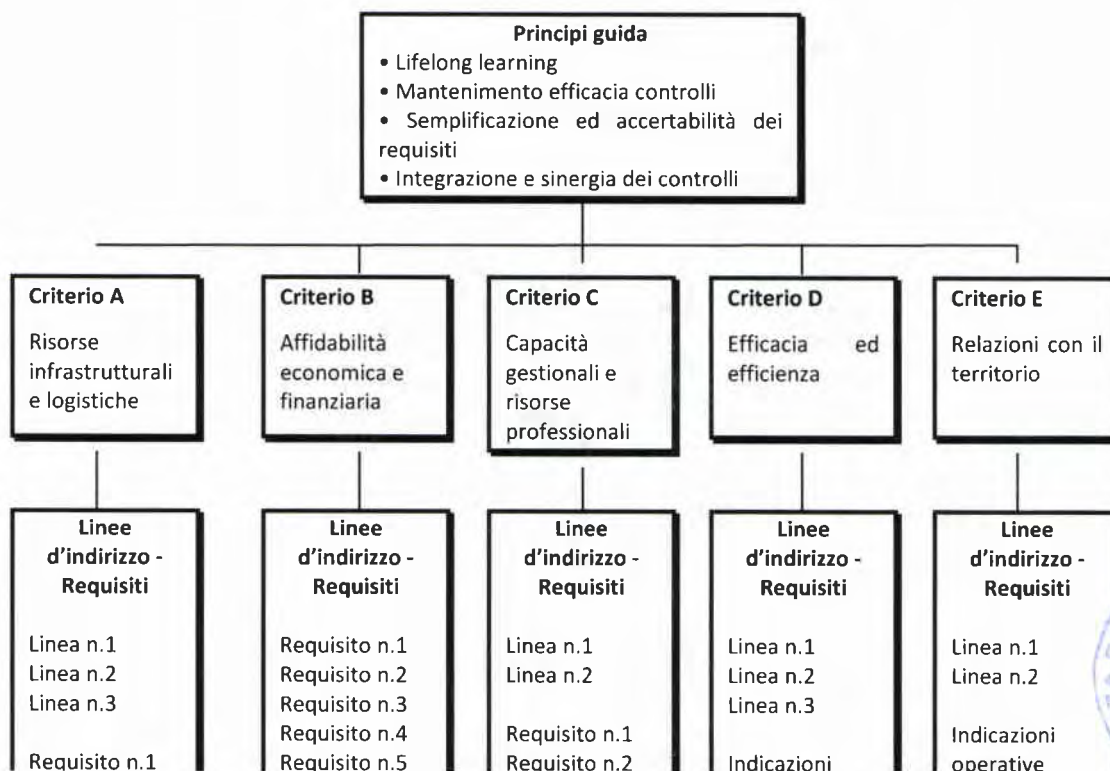 Principi guida
• Lifelong learning
• Mantenimento efficacia controlli
• Semplificazione ed accertabilità dei
requisiti
• Integrazione e sinergia dei controlli
Criterio A
Risorse
infrastrutturali
e logistiche
Criterio B
Affidabilità
economica e
finanziaria
Criterio C
Capacità
gestionali e
risorse
professionali
Criterio D
Efficacia ed
efficienza
Criterio E
Relazioni con il
territorio
Linee
d'indirizzo -
Requisiti
Linea n.1
Linea n.2
Linea n.3
Requisito n.1
Linee
d'indirizzo -
Requisiti
Requisito n.1
Requisito n.2
Requisito n.3
Requisito n.4
Requisito n.5
Linee
d'indirizzo -
Requisiti
Linea n.1
Linea n.2
Requisito n.1
Requisito n.2
Linee
d'indirizzo -
Requisiti
Linea n.1
Linea n.2
Linea n.3
Indicazioni
Linee
d'indirizzo -
Requisiti
Linea n.1
Linea n.2
Indicazioni
operative